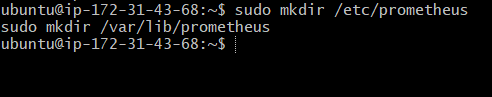 ubuntu@ip-172-31-43-68:~$ sudo mkdir /etc/prometheus
sudo mkdir /var/lib/prometheus
ubuntu@ip-172-31-43-68:~$